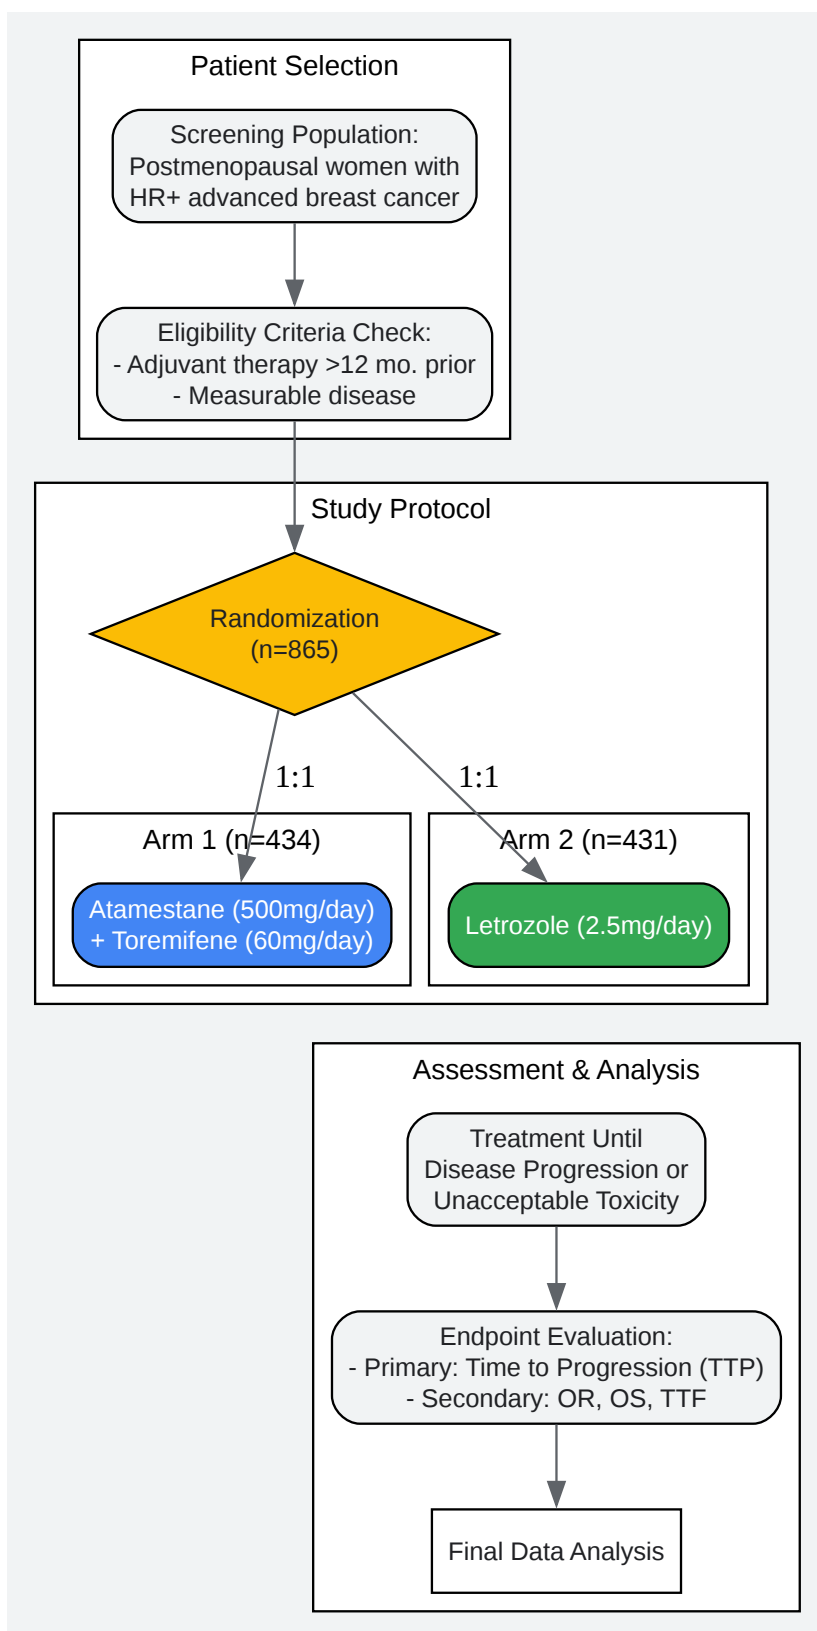 Patient Selection
Screening Population:
Postmenopausal women with
HR+ advanced breast cancer
Eligibility Criteria Check:
- Adjuvant therapy >12 mo. prior
- Measurable disease
Study Protocol
Randomization
(n=865)
1:1
1:1
Arm 1 (n=434)
Atamestane (500mg/day)
+ Toremifene (60mg/day)
Arm 2 (n=431)
Letrozole (2.5mg/day)
Assessment & Analysis
Treatment Until
Disease Progression or
Unacceptable Toxicity
Endpoint Evaluation:
- Primary: Time to Progression (TTP)
- Secondary: OR, OS, TTF
Final Data Analysis